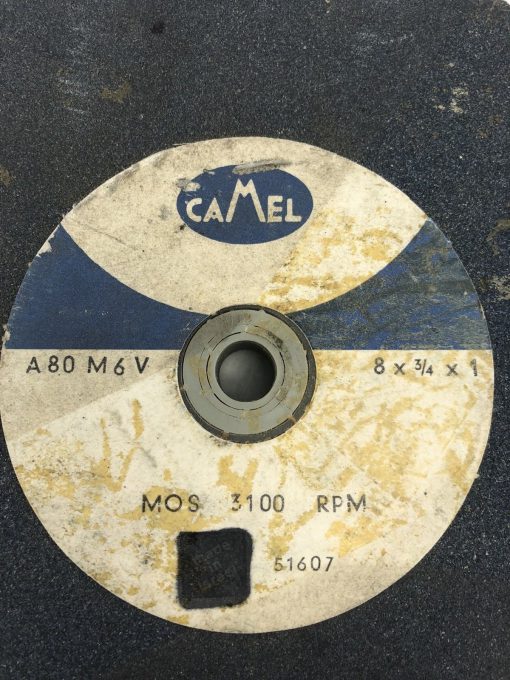 CAMEL
A80 M6V 8 x 3/4 x 1
MOS 3100 RPM
51607